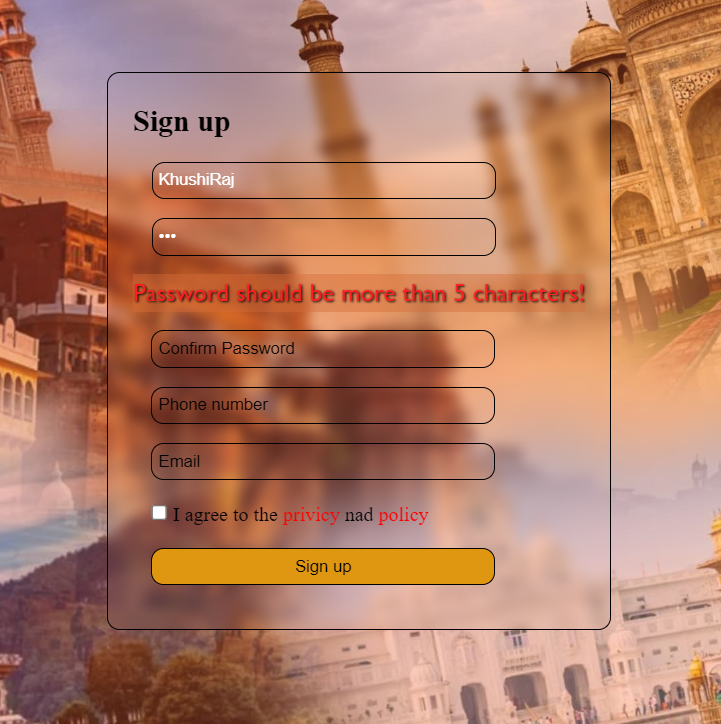 Sign up
KhushiRaj
•••
Password should be more than 5 characters!
Confirm Password
Phone number
Email
I agree to the privicy nad policy
Sign up